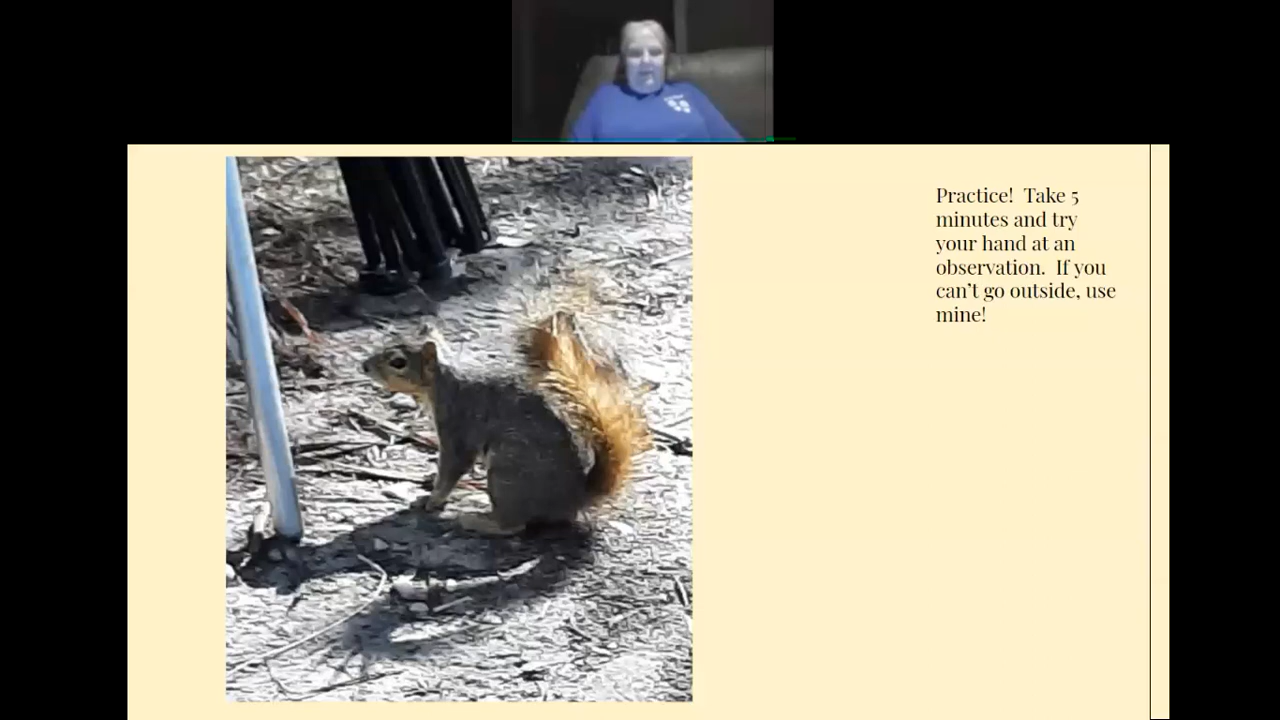 Practice!  Take 5
minutes and try
your hand at an
observation.  If you
can't go outside, use
mine!